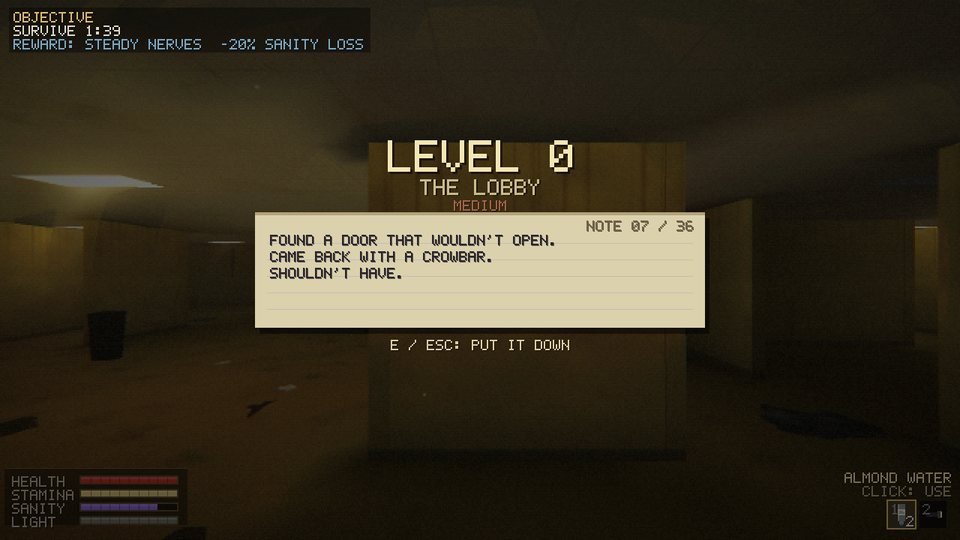 OBJECTIVE
SURVIVE 1:39
REWARD: STEADY NERVES -20% SANITY LOSS
LEVEL 0
THE LOBBY
MEDIUM
NOTE 07 / 36
FOUND A DOOR THAT WOULDN'T OPEN.
CAME BACK WITH A CROWBAR.
SHOULDN'T HAVE.
E / ESC: PUT IT DOWN
HEALTH
STAMINA
SANITY
LIGHT
ALMOND WATER
CLICK: USE
1 2 2